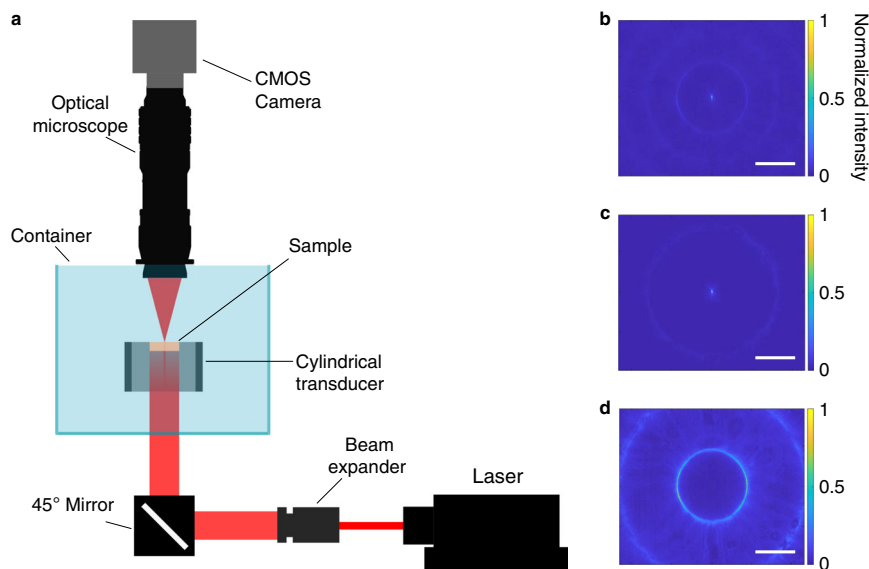 a
CMOS
Camera
Optical
microscope
Container
Sample
Cylindrical
transducer
Beam
expander
Laser
45° Mirror
b
1
0.5
0
Normalized intensity
c
1
0.5
0
d
1
0.5
0